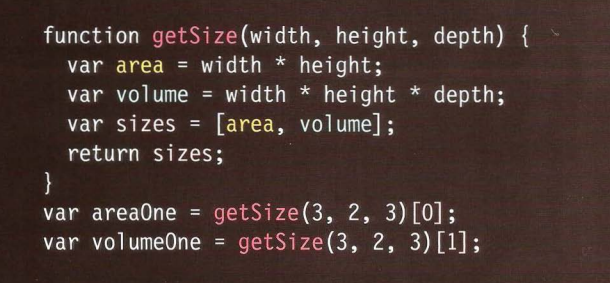 function getSize(width, height, depth) {
  var area = width * height;
  var volume = width * height * depth;
  var sizes = [area, volume];
  return sizes;
}
var areaOne = getSize(3, 2, 3)[0];
var volumeOne = getSize(3, 2, 3)[1];